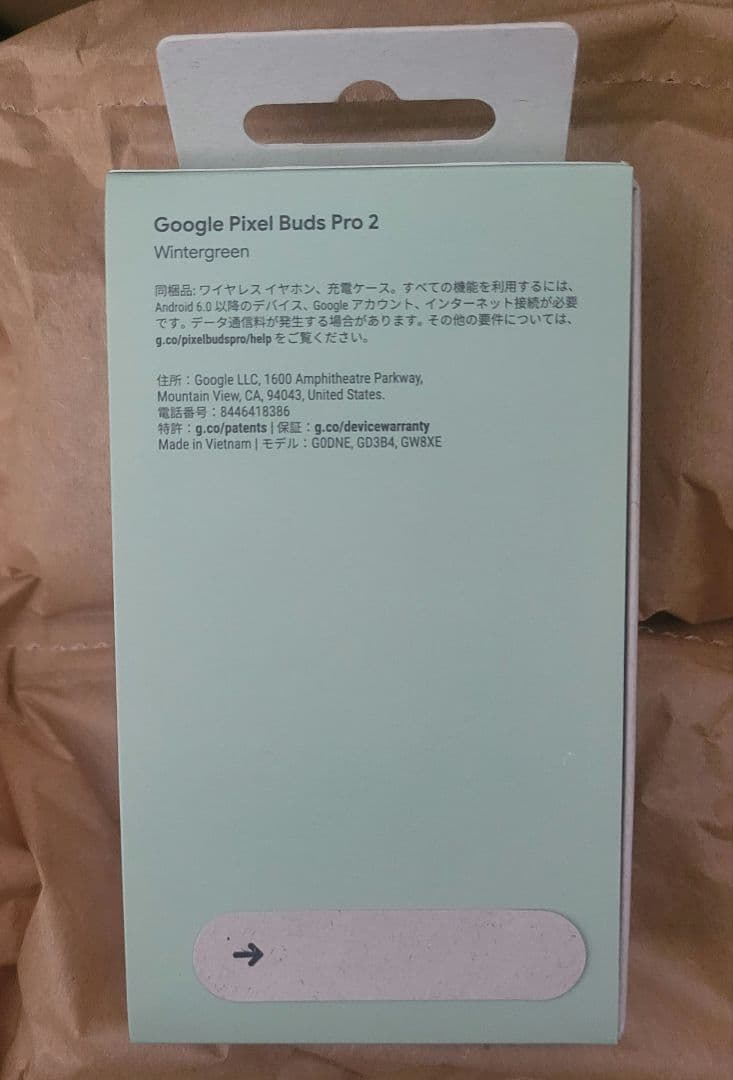 Google Pixel Buds Pro 2
Wintergreen
同梱品: ワイヤレス イヤホン、充電ケース。すべての機能を利用するには、
Android 6.0 以降のデバイス、Google アカウント、インターネット接続が必要
です。データ通信料が発生する場合があります。その他の要件については、
g.co/pixelbudspro/help をご覧ください。
住所：Google LLC, 1600 Amphitheatre Parkway,
Mountain View, CA, 94043, United States.
電話番号：8446418386
特許：g.co/patents | 保証：g.co/devicewarranty
Made in Vietnam | モデル：G0DNE, GD3B4, GW8XE